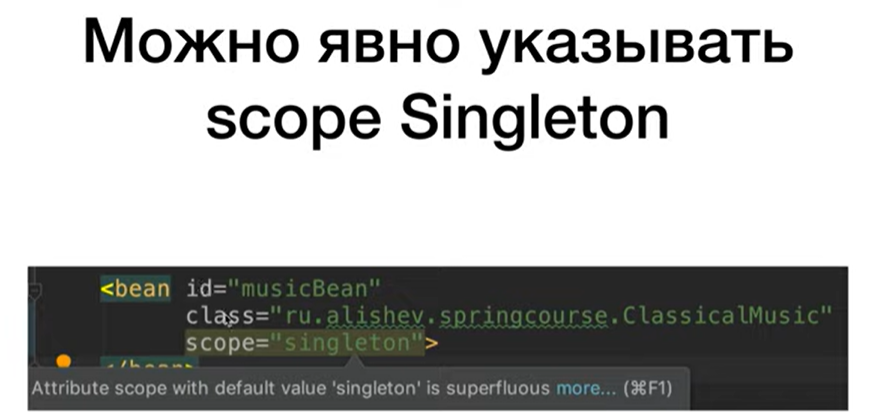 Можно явно указывать
scope Singleton
<bean id="musicBean"
class="ru.alishev.springcourse.ClassicalMusic"
scope="singleton">
</bean>
Attribute scope with default value 'singleton' is superfluous more... (⌘F1)